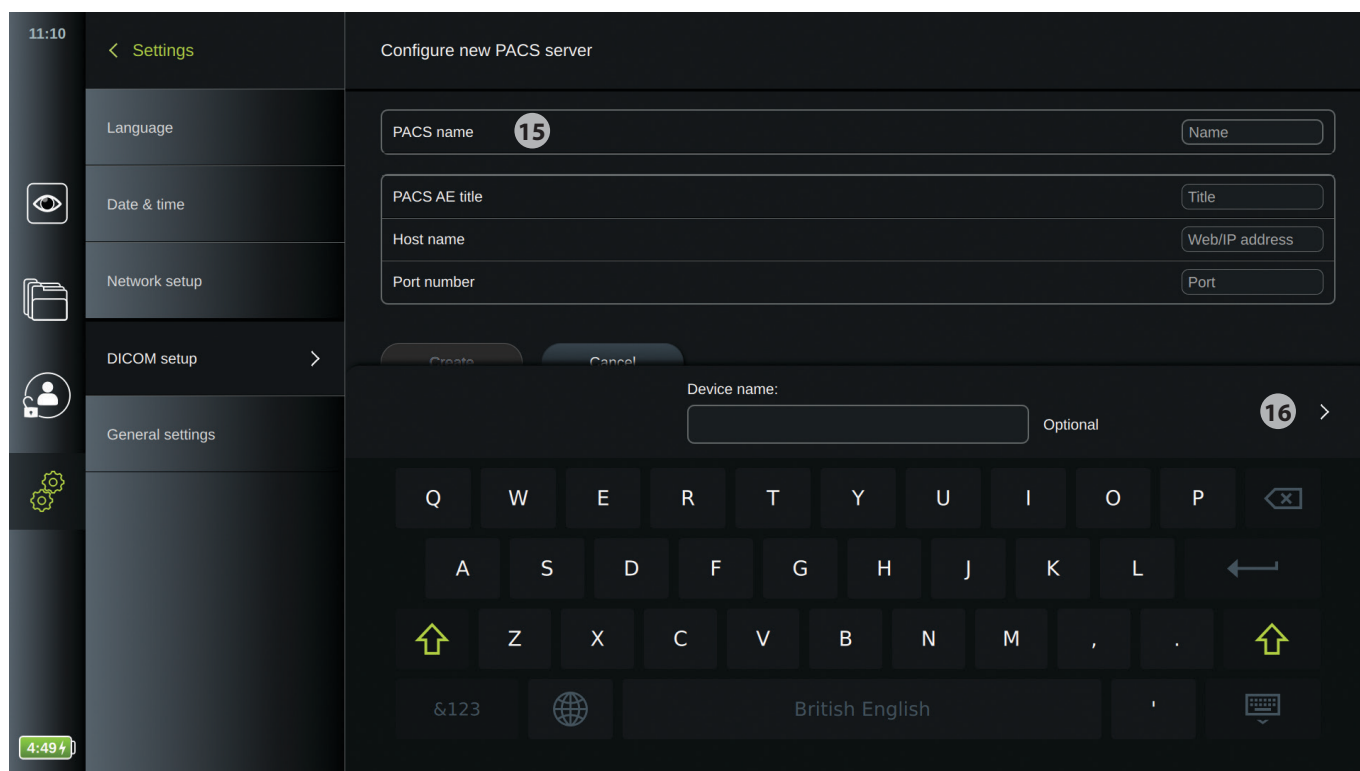 11:10
Settings
Language
Date & time
Network setup
DICOM setup
General settings
4:49
Configure new PACS server
PACS name 15 Name
PACS AE title Title
Host name Web/IP address
Port number Port
Create Cancel
Device name:
Optional 16
Q W E R T Y U I O P
A S D F G H J K L
Z X C V B N M , .
&123 British English '